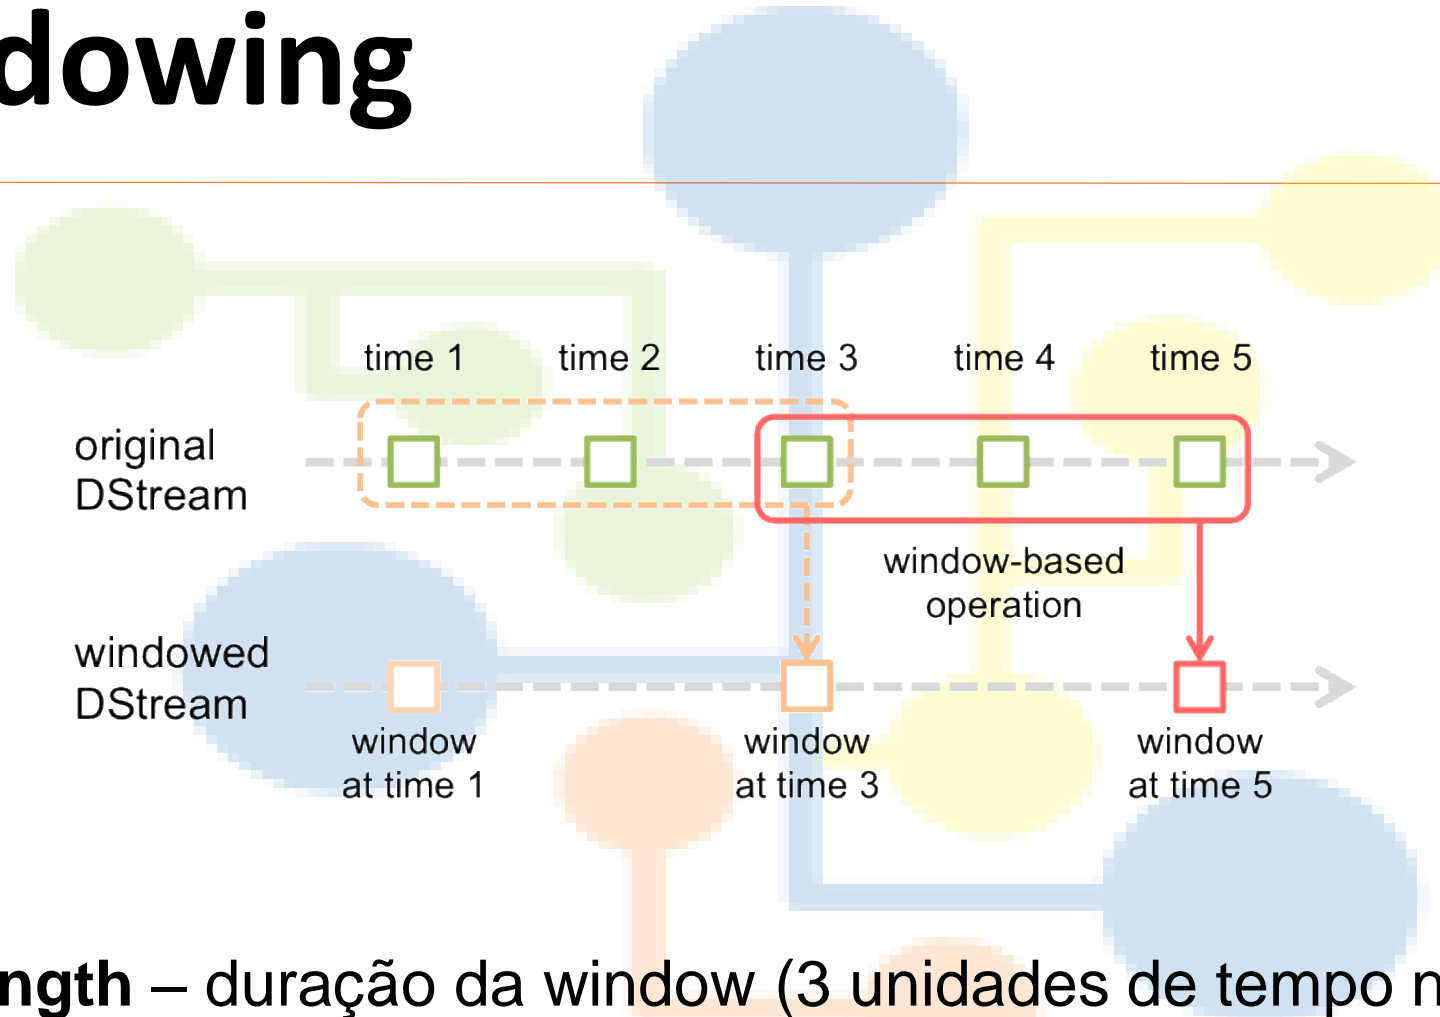 dowing
time 1 time 2 time 3 time 4 time 5
original
DStream
window-based
operation
windowed
DStream
window window window
at time 1 at time 3 at time 5
ngth – duração da window (3 unidades de tempo n